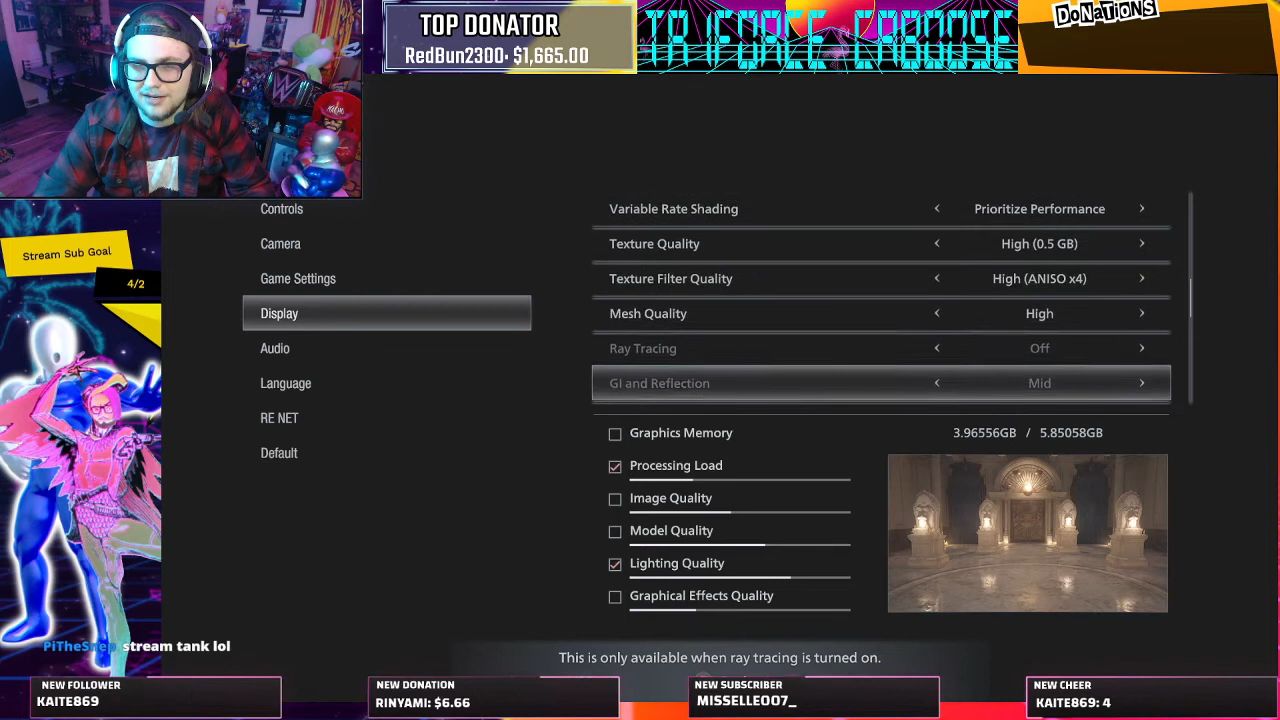 TOP DONATOR
RedBun2300· $1,665.00
TRIFORCE CABOOSE
DoNaTiONS
Stream Sub Goal
4/2
Controls
Camera
Game Settings
Display
Audio
Language
RE NET
Default
Variable Rate Shading < Prioritize Performance >
Texture Quality < High (0.5 GB) >
Texture Filter Quality < High (ANISO x4) >
Mesh Quality < High >
Ray Tracing < Off >
GI and Reflection < Mid >
Graphics Memory 3.96556GB / 5.85058GB
Processing Load
Image Quality
Model Quality
Lighting Quality
Graphical Effects Quality
PiTheSnep stream tank lol
This is only available when ray tracing is turned on.
NEW FOLLOWER
KAITE869
NEW DONATION
RINYAMI: $6.66
NEW SUBSCRIBER
MISSELLE007_
NEW CHEER
KAITE869: 4